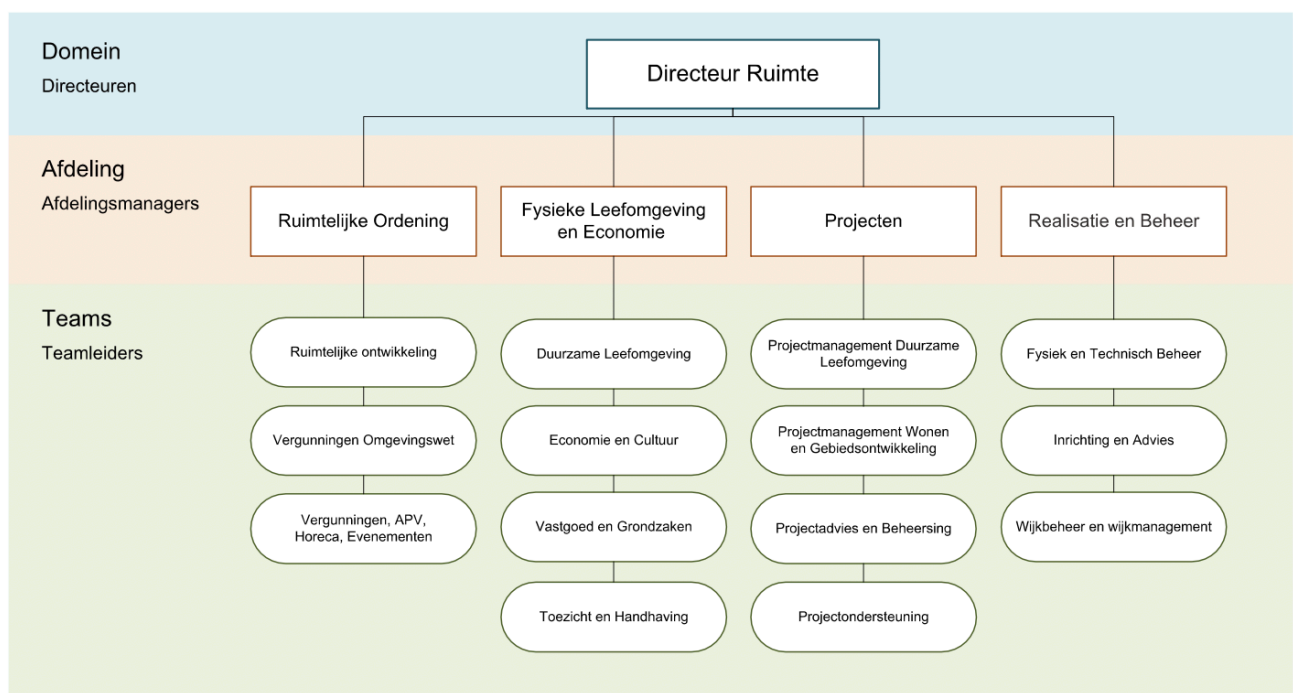 Domein
Directeuren
Directeur Ruimte
Afdeling
Afdelingsmanagers
Ruimtelijke Ordening
Fysieke Leefomgeving
en Economie
Projecten
Realisatie en Beheer
Teams
Teamleiders
Ruimtelijke ontwikkeling
Duurzame Leefomgeving
Projectmanagement Duurzame
Leefomgeving
Fysiek en Technisch Beheer
Vergunningen Omgevingswet
Economie en Cultuur
Projectmanagement Wonen
en Gebiedsontwikkeling
Inrichting en Advies
Vergunningen, APV,
Horeca, Evenementen
Vastgoed en Grondzaken
Projectadvies en Beheersing
Wijkbeheer en wijkmanagement
Toezicht en Handhaving
Projectondersteuning